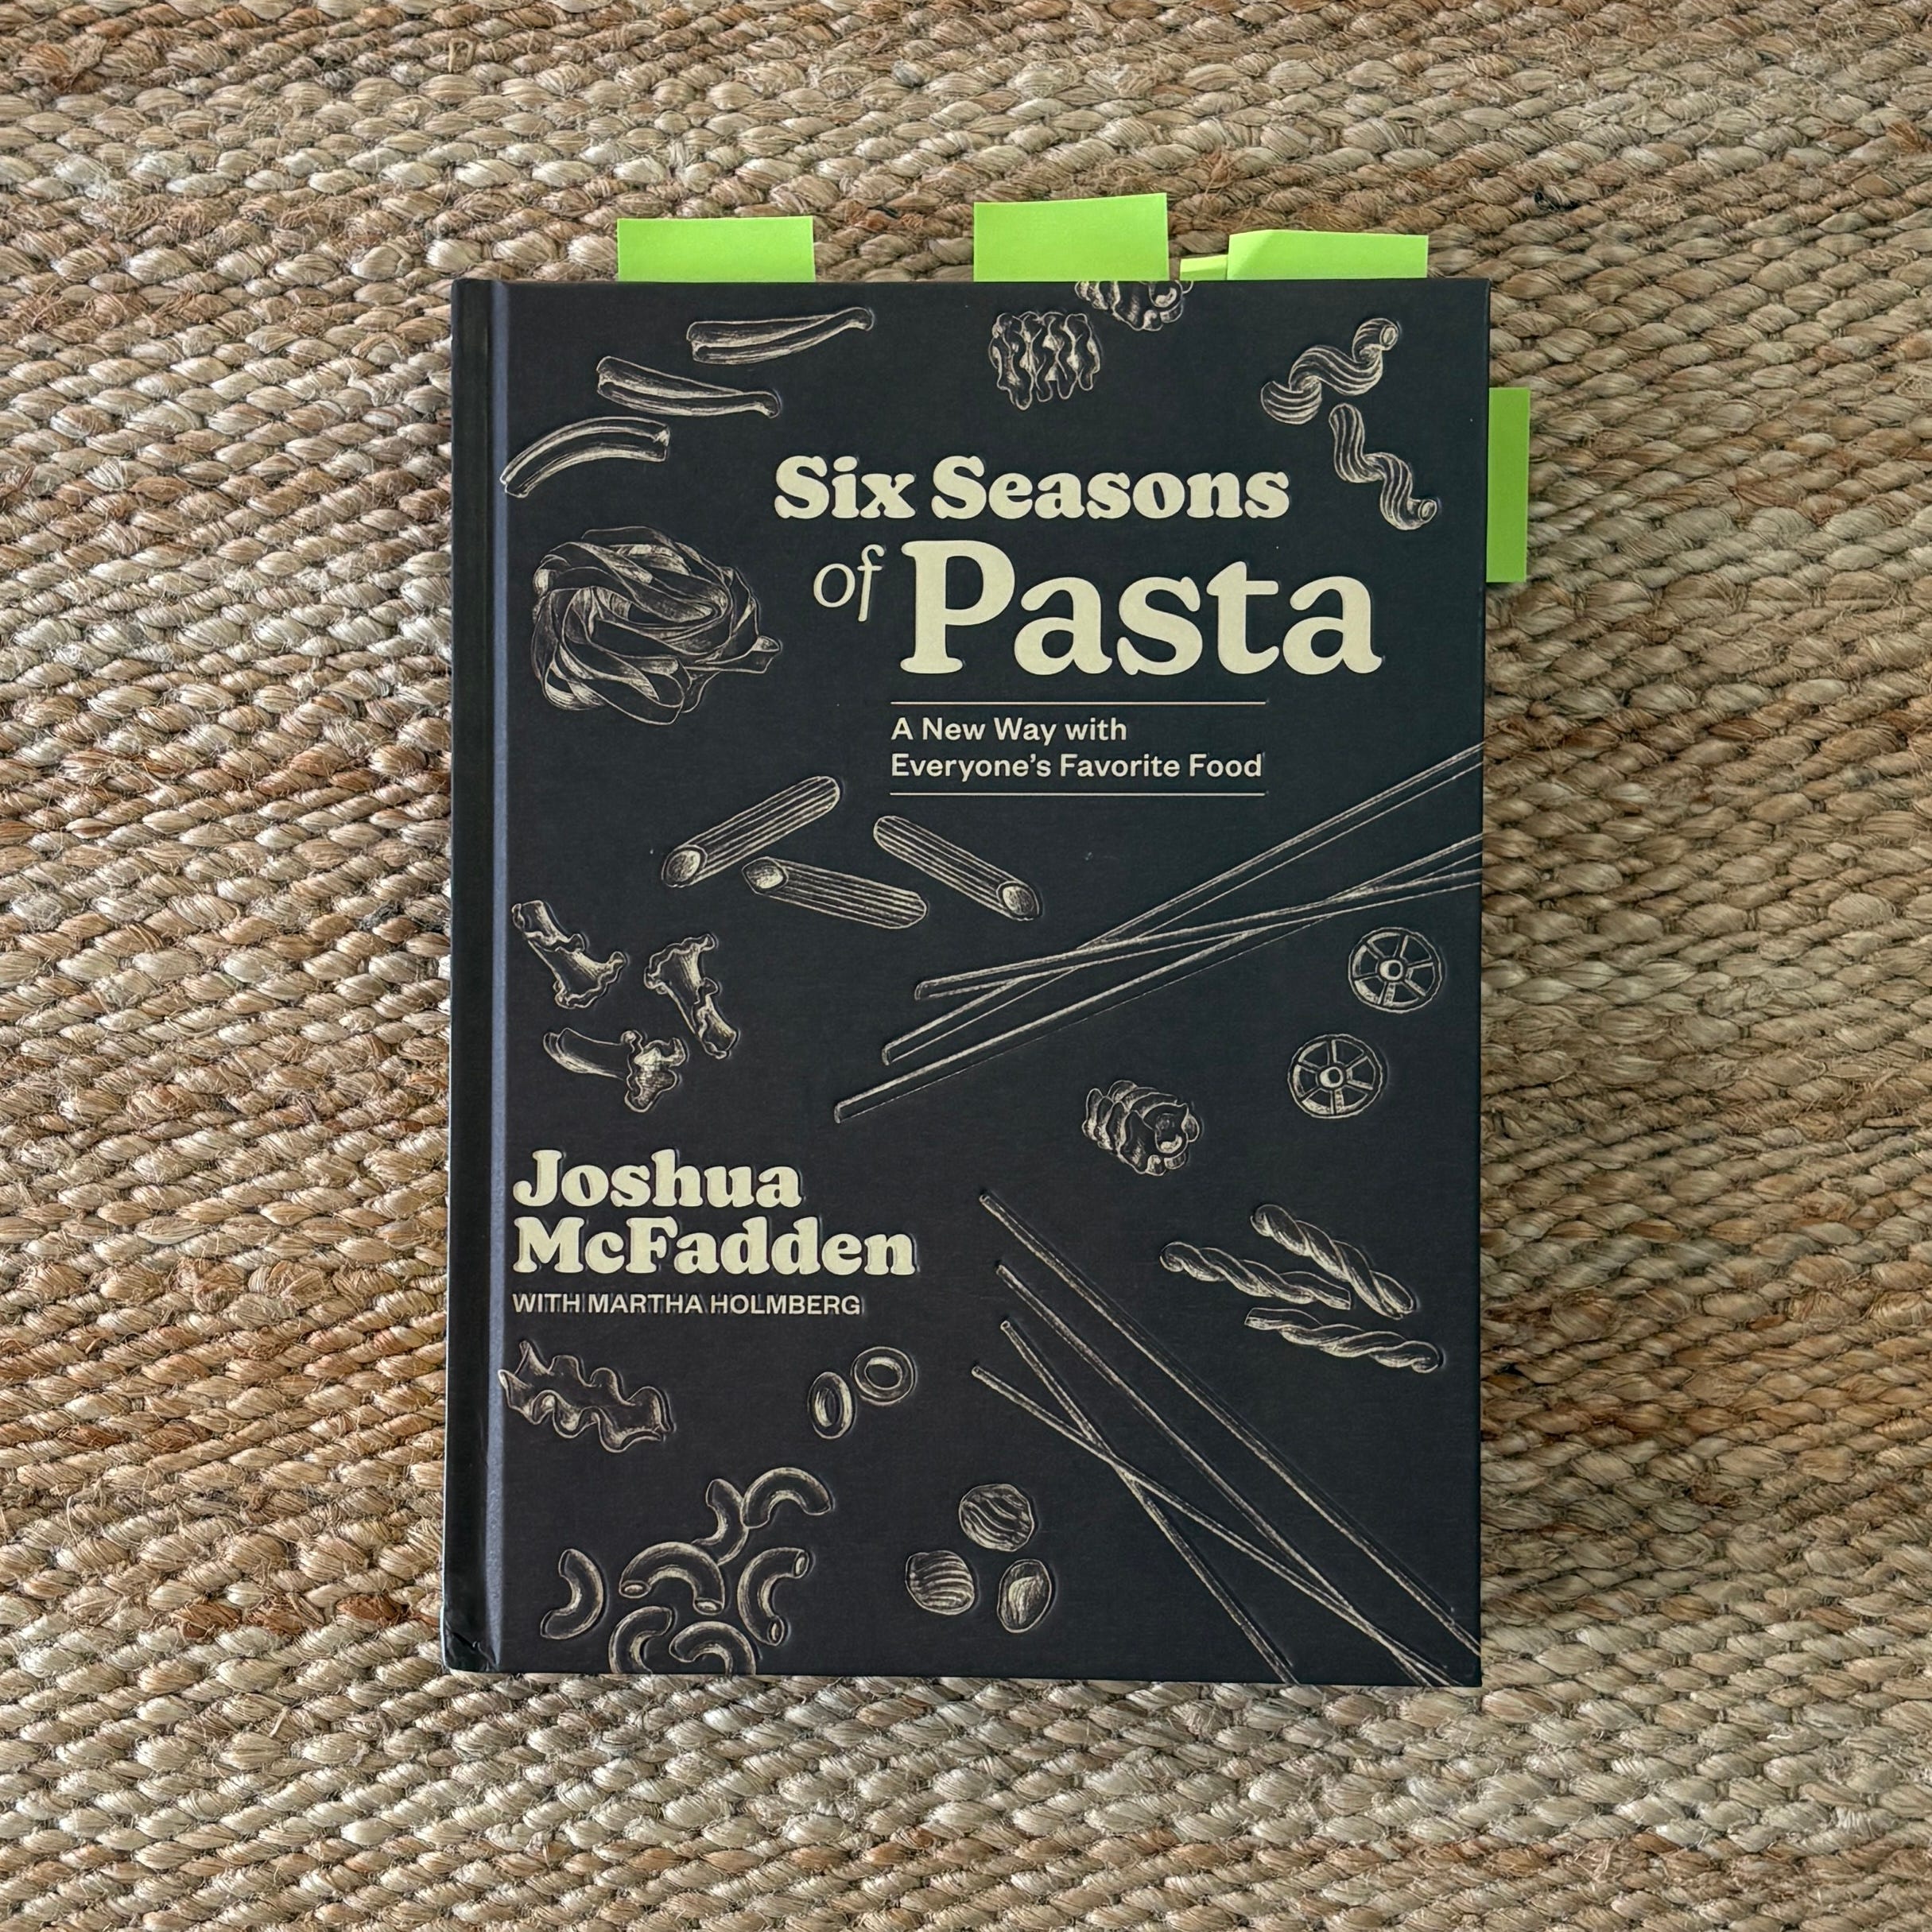 Six Seasons
of Pasta
A New Way with
Everyone's Favorite Food
Joshua
McFadden
WITH MARTHA HOLMBERG